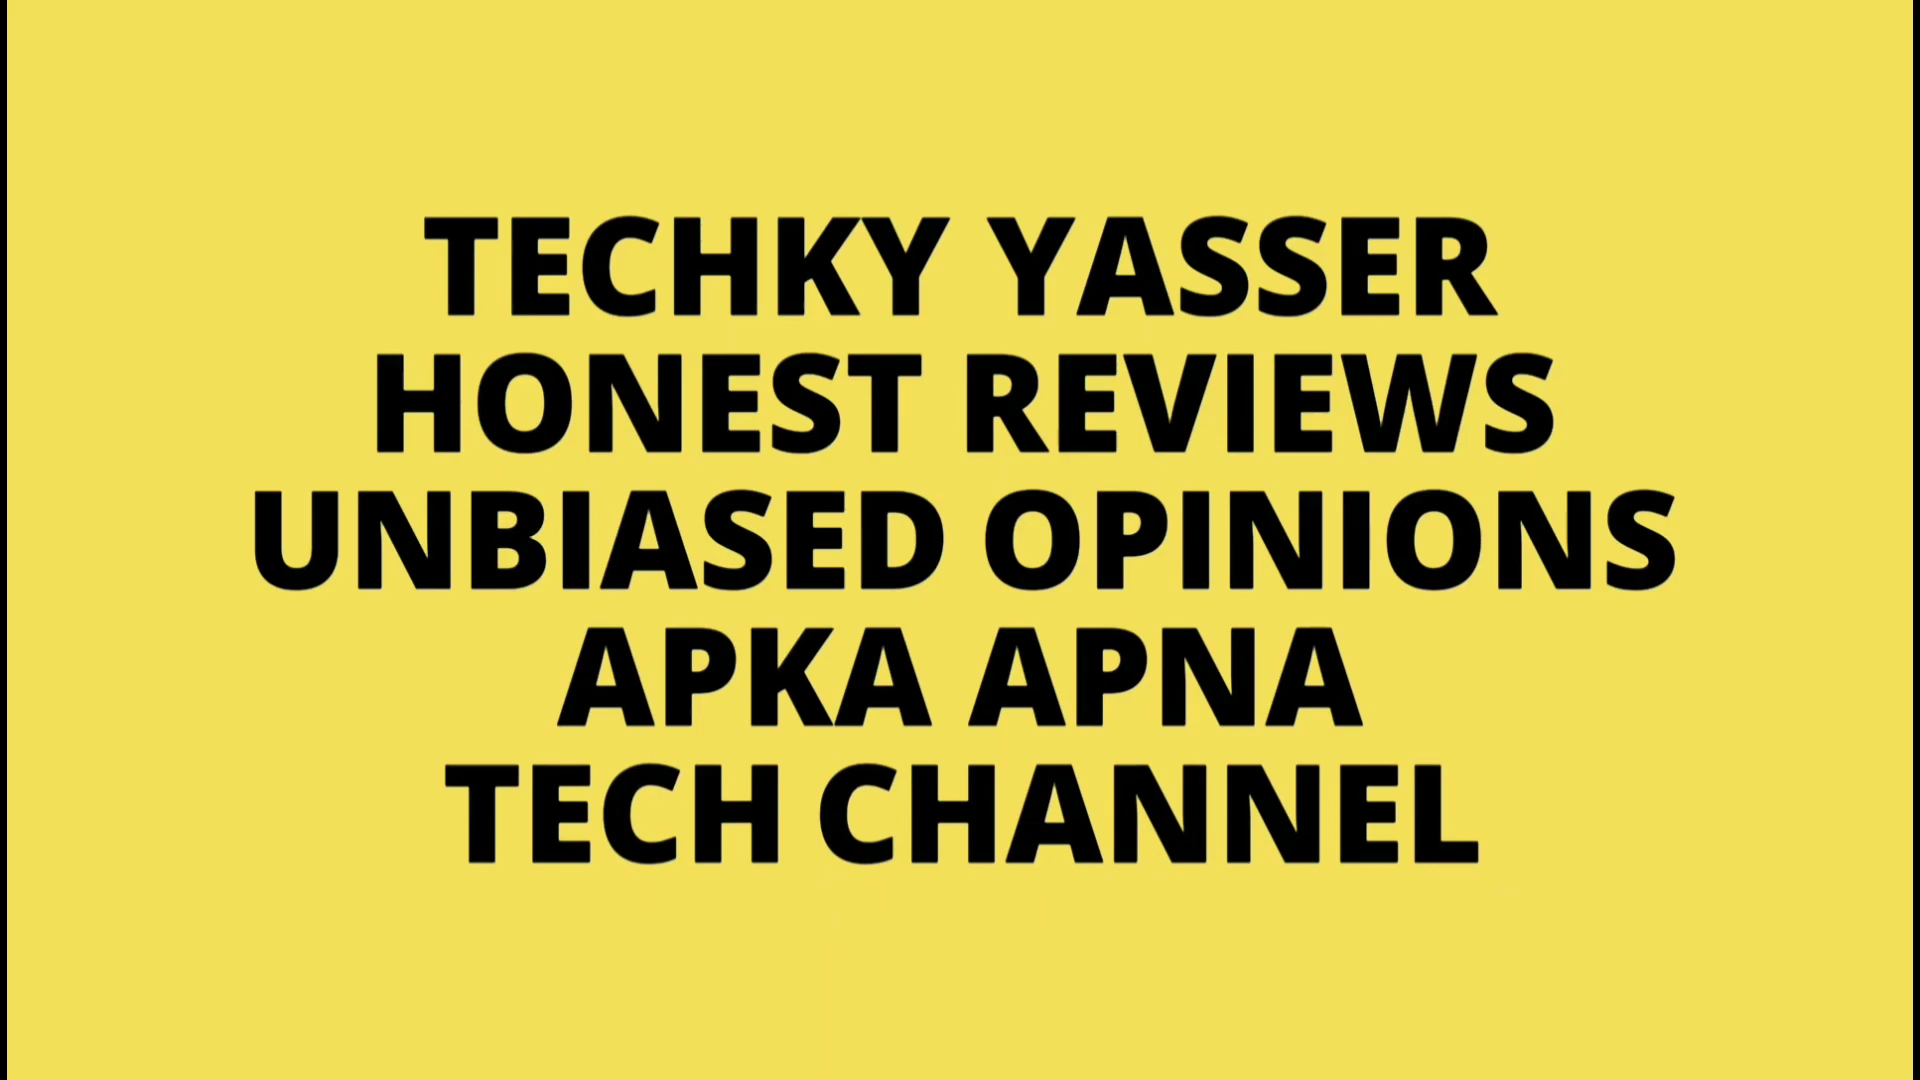 TECHKY YASSER
HONEST REVIEWS
UNBIASED OPINIONS
APKA APNA
TECH CHANNEL